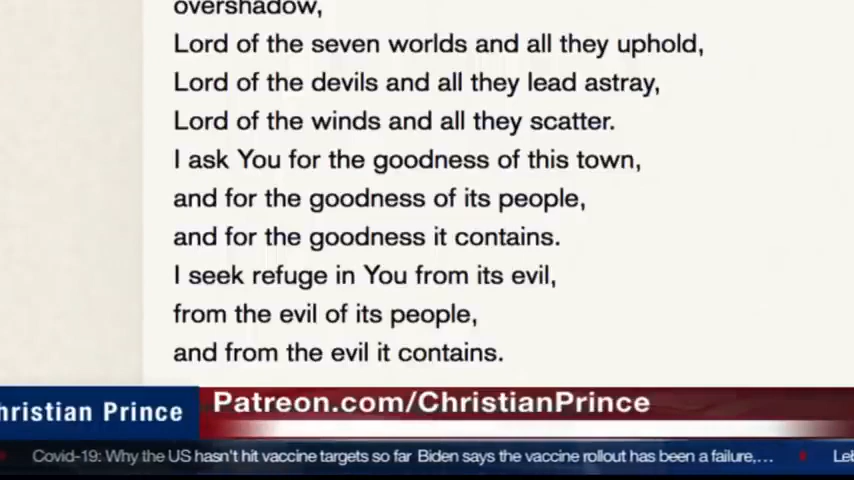 overshadow,
Lord of the seven worlds and all they uphold,
Lord of the devils and all they lead astray,
Lord of the winds and all they scatter.
I ask You for the goodness of this town,
and for the goodness of its people,
and for the goodness it contains.
I seek refuge in You from its evil,
from the evil of its people,
and from the evil it contains.
hristian Prince
Patreon.com/ChristianPrince
Covid-19: Why the US hasn't hit vaccine targets so far Biden says the vaccine rollout has been a failure,... Leb